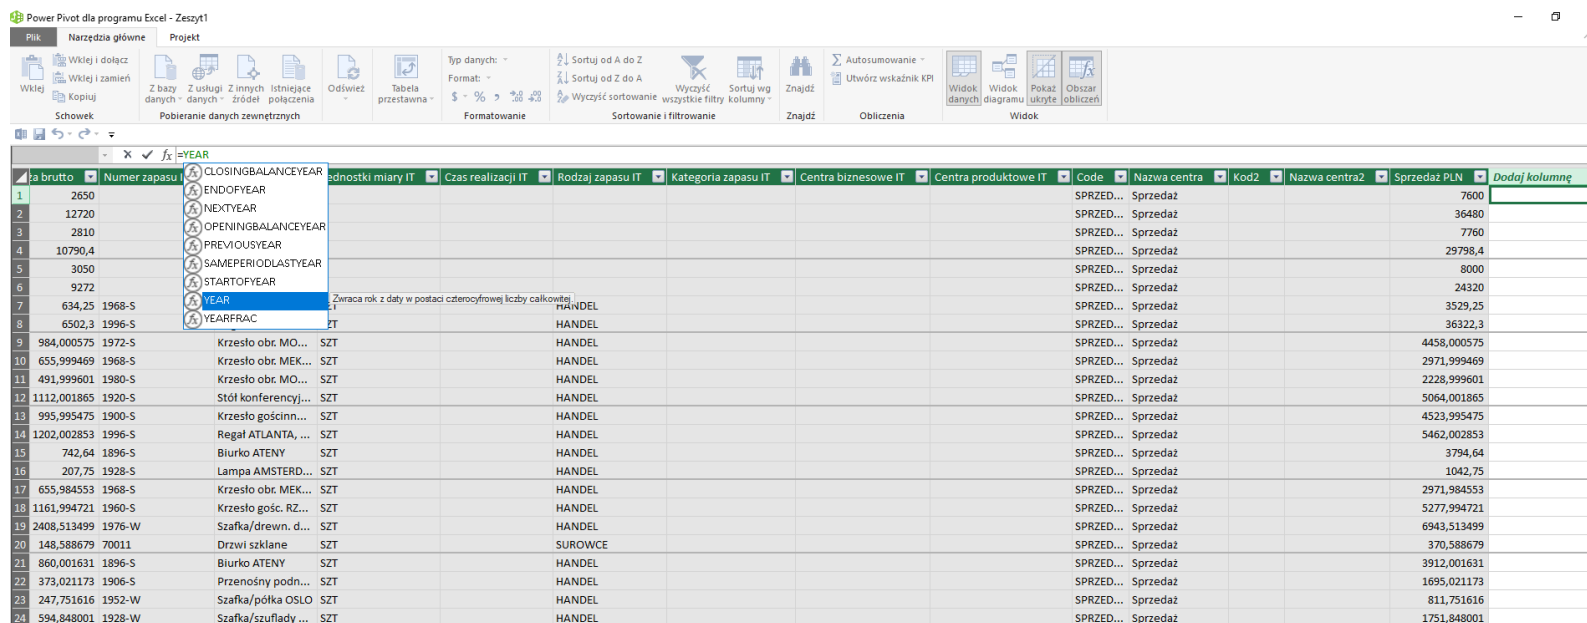 Power Pivot dla programu Excel - Zeszyt1
Plik Narzędzia główne Projekt
Wklej Wklej i dołącz Wklej i zamień Kopiuj
Schowek
Z bazy danych Z usługi danych Z innych źródeł Istniejące połączenia
Pobieranie danych zewnętrznych
Odśwież
Tabela przestawna
Typ danych:
Format:
$ % 
Formatowanie
Sortuj od A do Z
Sortuj od Z do A
Wyczyść sortowanie
Wyczyść wszystkie filtry
Sortuj wg kolumny
Sortowanie i filtrowanie
Znajdź
Znajdź
Autosumowanie
Utwórz wskaźnik KPI
Obliczenia
Widok danych Widok diagramu Pokaż ukryte Obszar obliczeń
Widok
fx =YEAR
CLOSINGBALANCEYEAR
ENDOFYEAR
NEXTYEAR
OPENINGBALANCEYEAR
PREVIOUSYEAR
SAMEPERIODLASTYEAR
STARTOFYEAR
YEAR Zwraca rok z daty w postaci czterocyfrowej liczby całkowitej.
YEARFRAC
za brutto Numer zapasu ednostki miary IT Czas realizacji IT Rodzaj zapasu IT Kategoria zapasu IT Centra biznesowe IT Centra produktowe IT Code Nazwa centra Kod2 Nazwa centra2 Sprzedaż PLN Dodaj kolumnę
1 2650 SPRZED... Sprzedaż 7600
2 12720 SPRZED... Sprzedaż 36480
3 2810 SPRZED... Sprzedaż 7760
4 10790,4 SPRZED... Sprzedaż 29798,4
5 3050 SPRZED... Sprzedaż 8000
6 9272 SPRZED... Sprzedaż 24320
7 634,25 1968-S HANDEL SPRZED... Sprzedaż 3529,25
8 6502,3 1996-S HANDEL SPRZED... Sprzedaż 36322,3
9 984,000575 1972-S Krzesło obr. MO... SZT HANDEL SPRZED... Sprzedaż 4458,000575
10 655,999469 1968-S Krzesło obr. MEK... SZT HANDEL SPRZED... Sprzedaż 2971,999469
11 491,999601 1980-S Krzesło obr. MO... SZT HANDEL SPRZED... Sprzedaż 2228,999601
12 1112,001865 1920-S Stół konferencyj... SZT HANDEL SPRZED... Sprzedaż 5064,001865
13 995,995475 1900-S Krzesło gościnn... SZT HANDEL SPRZED... Sprzedaż 4523,995475
14 1202,002853 1996-S Regał ATLANTA, ... SZT HANDEL SPRZED... Sprzedaż 5462,002853
15 742,64 1896-S Biurko ATENY SZT HANDEL SPRZED... Sprzedaż 3794,64
16 207,75 1928-S Lampa AMSTERD... SZT HANDEL SPRZED... Sprzedaż 1042,75
17 655,984553 1968-S Krzesło obr. MEK... SZT HANDEL SPRZED... Sprzedaż 2971,984553
18 1161,994721 1960-S Krzesło gośc. RZ... SZT HANDEL SPRZED... Sprzedaż 5277,994721
19 2408,513499 1976-W Szafka/drewn. d... SZT HANDEL SPRZED... Sprzedaż 6943,513499
20 148,588679 70011 Drzwi szklane SZT SUROWCE SPRZED... Sprzedaż 370,588679
21 860,001631 1896-S Biurko ATENY SZT HANDEL SPRZED... Sprzedaż 3912,001631
22 373,021173 1906-S Przenośny podn... SZT HANDEL SPRZED... Sprzedaż 1695,021173
23 247,751616 1952-W Szafka/półka OSLO SZT HANDEL SPRZED... Sprzedaż 811,751616
24 594,848001 1928-W Szafka/szuflady ... SZT HANDEL SPRZED... Sprzedaż 1751,848001